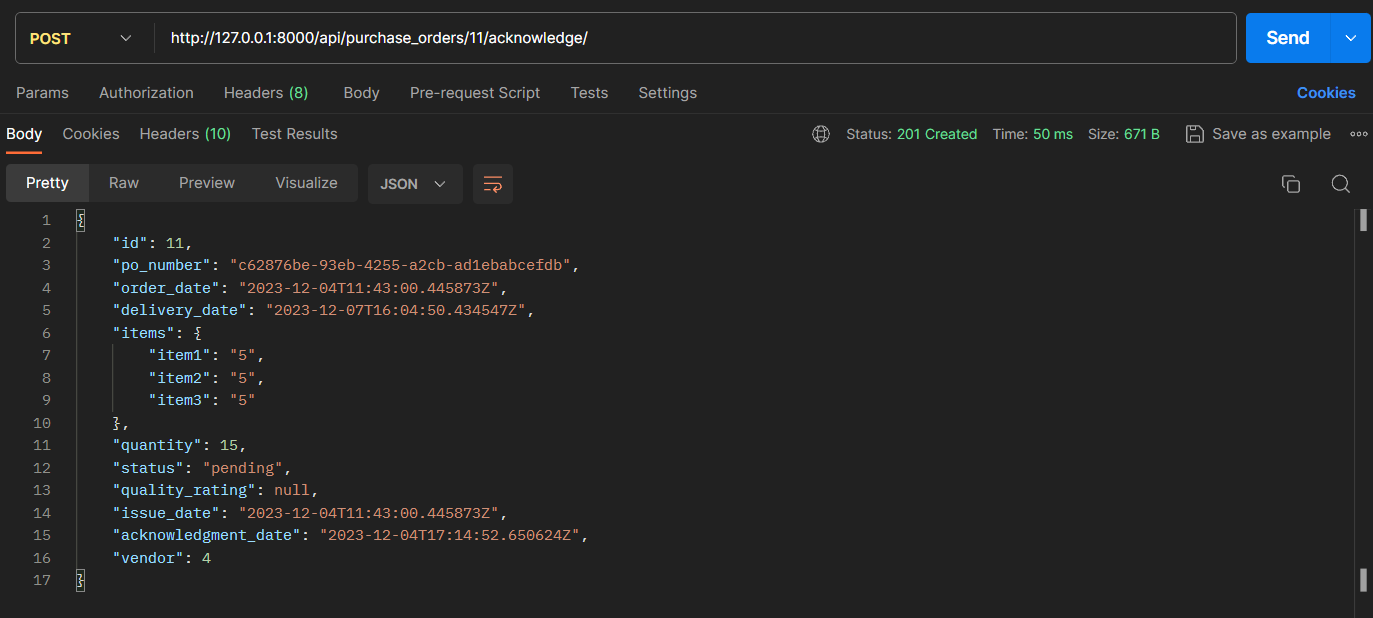 POST http://127.0.0.1:8000/api/purchase_orders/11/acknowledge/ Send
Params Authorization Headers (8) Body Pre-request Script Tests Settings Cookies
Body Cookies Headers (10) Test Results Status: 201 Created Time: 50 ms Size: 671 B Save as example
Pretty Raw Preview Visualize JSON
1 {
2 "id": 11,
3 "po_number": "c62876be-93eb-4255-a2cb-ad1ebabcefdb",
4 "order_date": "2023-12-04T11:43:00.445873Z",
5 "delivery_date": "2023-12-07T16:04:50.434547Z",
6 "items": {
7 "item1": "5",
8 "item2": "5",
9 "item3": "5"
10 },
11 "quantity": 15,
12 "status": "pending",
13 "quality_rating": null,
14 "issue_date": "2023-12-04T11:43:00.445873Z",
15 "acknowledgment_date": "2023-12-04T17:14:52.650624Z",
16 "vendor": 4
17 }